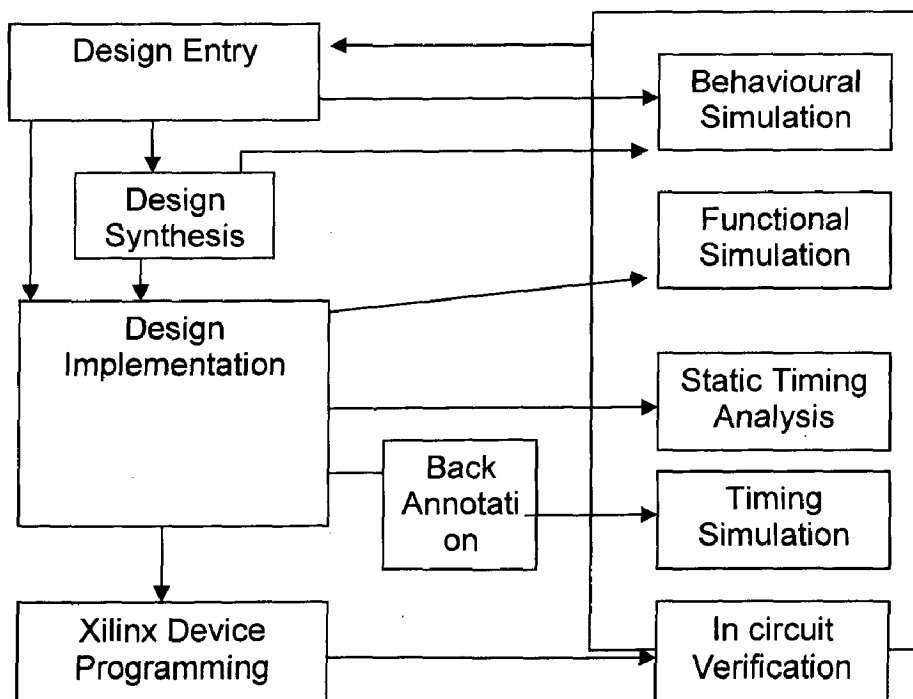 Design Entry
Behavioural
Simulation
Design
Synthesis
Functional
Simulation
Design
Implementation
Static Timing
Analysis
Back
Annotati
on
Timing
Simulation
Xilinx Device
Programming
In circuit
Verification